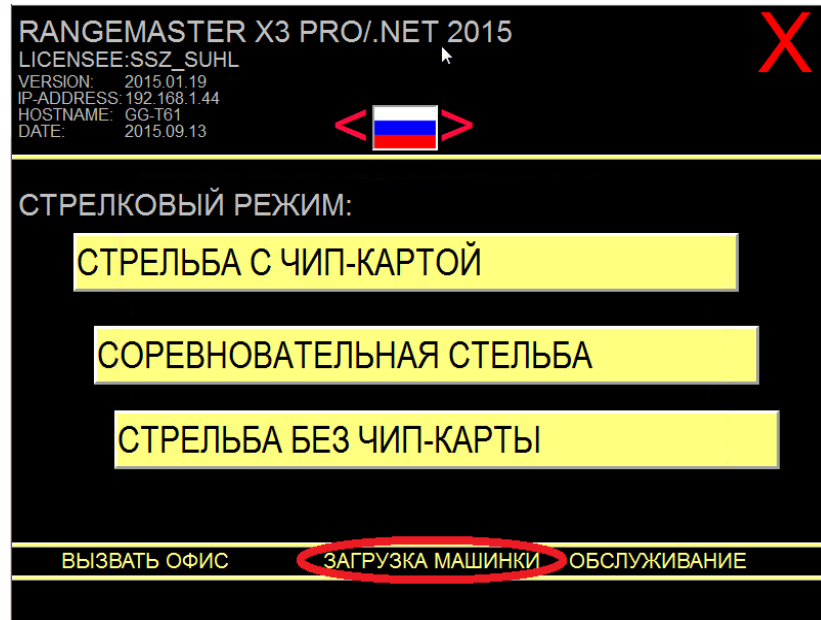 RANGEMASTER X3 PRO/.NET 2015
LICENSEE:SSZ_SUHL
VERSION: 2015.01.19
IP-ADDRESS: 192.168.1.44
HOSTNAME: GG-T61
DATE: 2015.09.13
X
< >
СТРЕЛКОВЫЙ РЕЖИМ:
СТРЕЛЬБА С ЧИП-КАРТОЙ
СОРЕВНОВАТЕЛЬНАЯ СТЕЛЬБА
СТРЕЛЬБА БЕЗ ЧИП-КАРТЫ
ВЫЗВАТЬ ОФИС ЗАГРУЗКА МАШИНКИ ОБСЛУЖИВАНИЕ